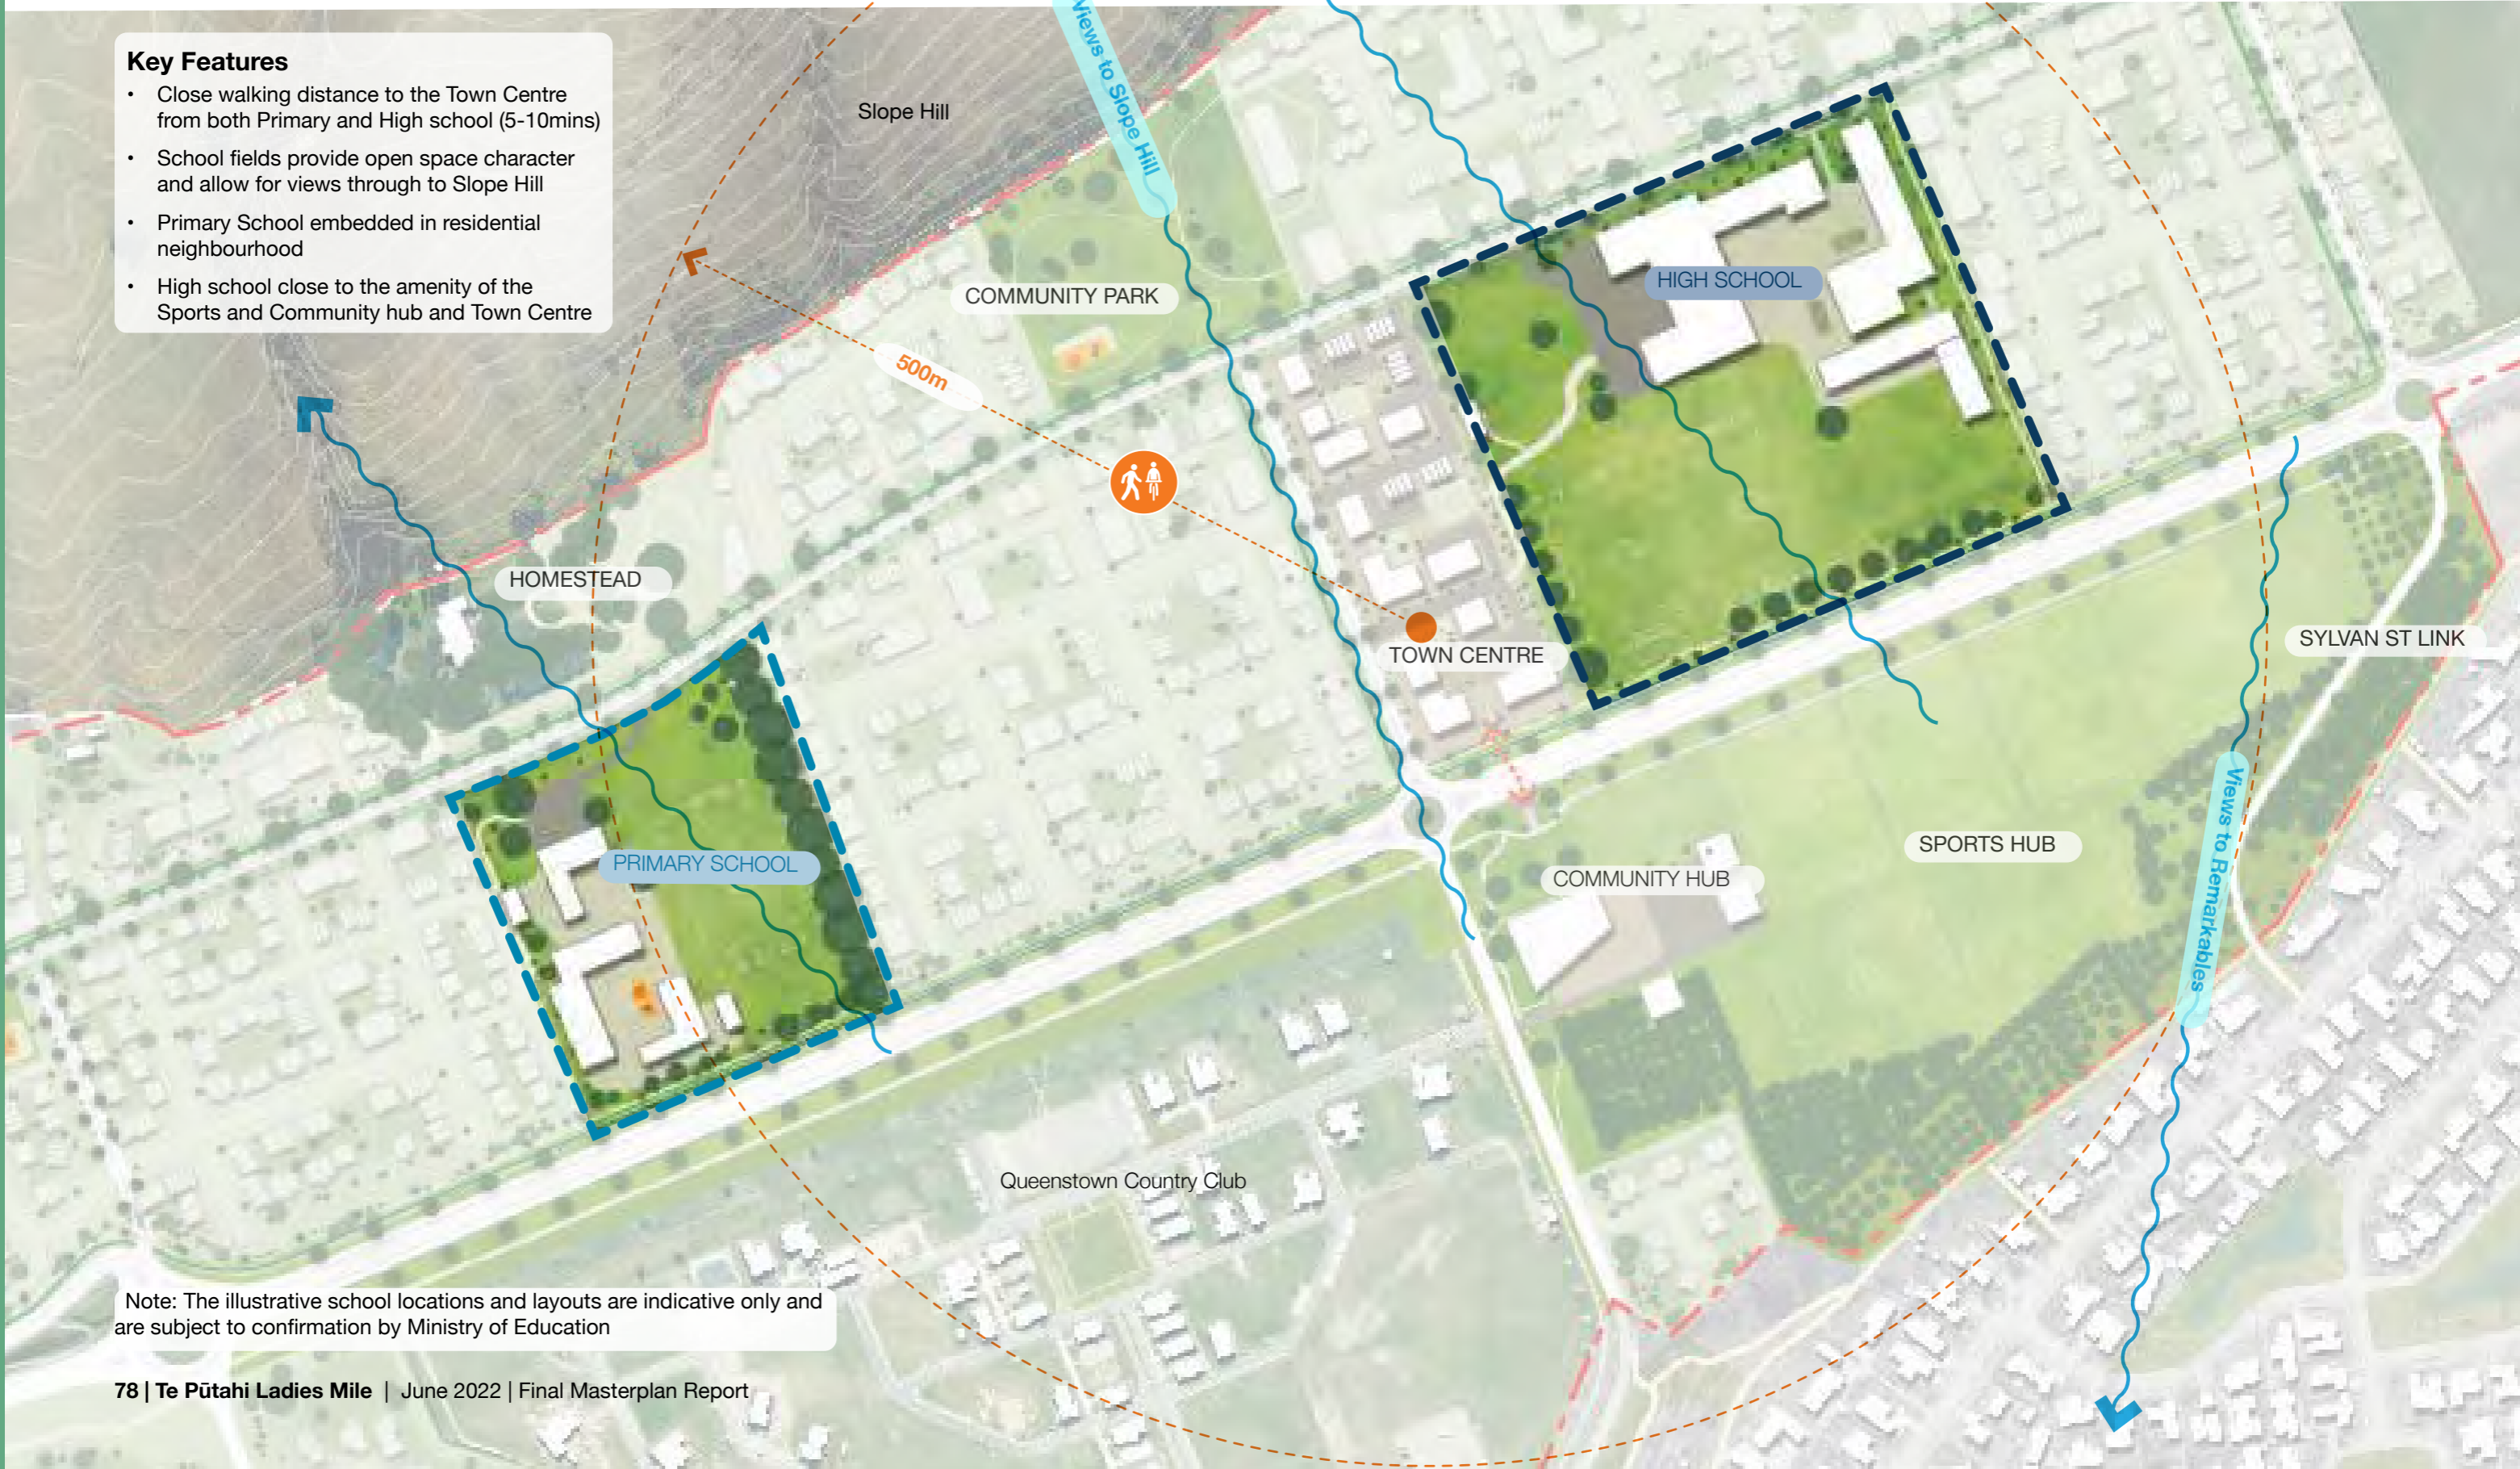 Key Features
• Close walking distance to the Town Centre
from both Primary and High school (5-10mins)
• School fields provide open space character
and allow for views through to Slope Hill
• Primary School embedded in residential
neighbourhood
• High school close to the amenity of the
Sports and Community hub and Town Centre
Slope Hill
Views to Slope Hill
COMMUNITY PARK
HIGH SCHOOL
500m
HOMESTEAD
TOWN CENTRE
SYLVAN ST LINK
PRIMARY SCHOOL
COMMUNITY HUB
SPORTS HUB
Views to Remarkables
Queenstown Country Club
Note: The illustrative school locations and layouts are indicative only and
are subject to confirmation by Ministry of Education
78 | Te Pūtahi Ladies Mile | June 2022 | Final Masterplan Report